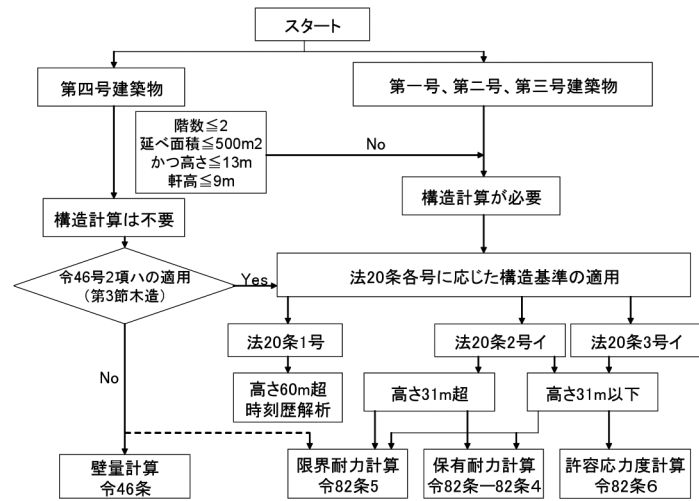 スタート
第四号建築物
第一号、第二号、第三号建築物
階数≦2
延べ面積≦500m2
かつ高さ≦13m
軒高≦9m
No
構造計算は不要
構造計算が必要
令46号2項ハの適用
（第3節木造）
Yes
法20条各号に応じた構造基準の適用
法20条1号
法20条2号イ
法20条3号イ
No
高さ60m超
時刻歴解析
高さ31m超
高さ31m以下
壁量計算
令46条
限界耐力計算
令82条5
保有耐力計算
令82条―82条4
許容応力度計算
令82条6